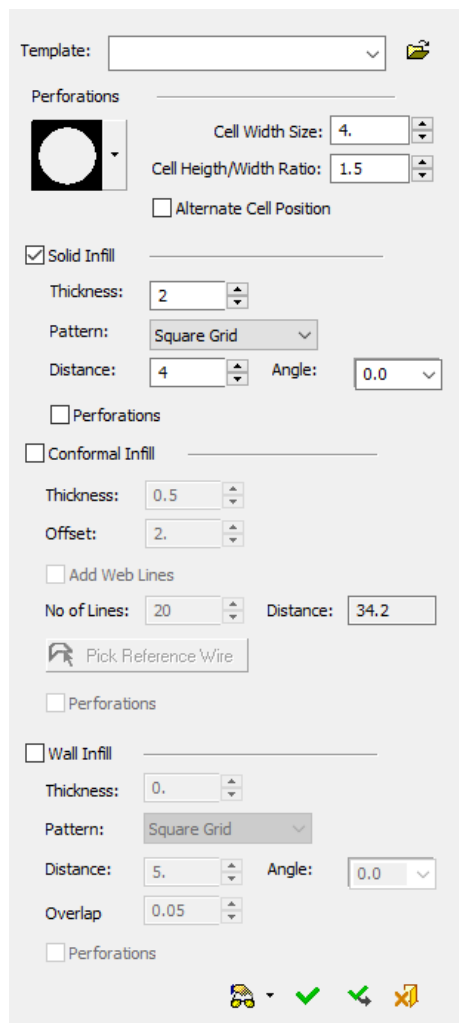 Template:
Perforations
Cell Width Size: 4.
Cell Heigth/Width Ratio: 1.5
Alternate Cell Position
Solid Infill
Thickness: 2
Pattern: Square Grid
Distance: 4 Angle: 0.0
Perforations
Conformal Infill
Thickness: 0.5
Offset: 2.
Add Web Lines
No of Lines: 20 Distance: 34.2
Pick Reference Wire
Perforations
Wall Infill
Thickness: 0.
Pattern: Square Grid
Distance: 5. Angle: 0.0
Overlap 0.05
Perforations